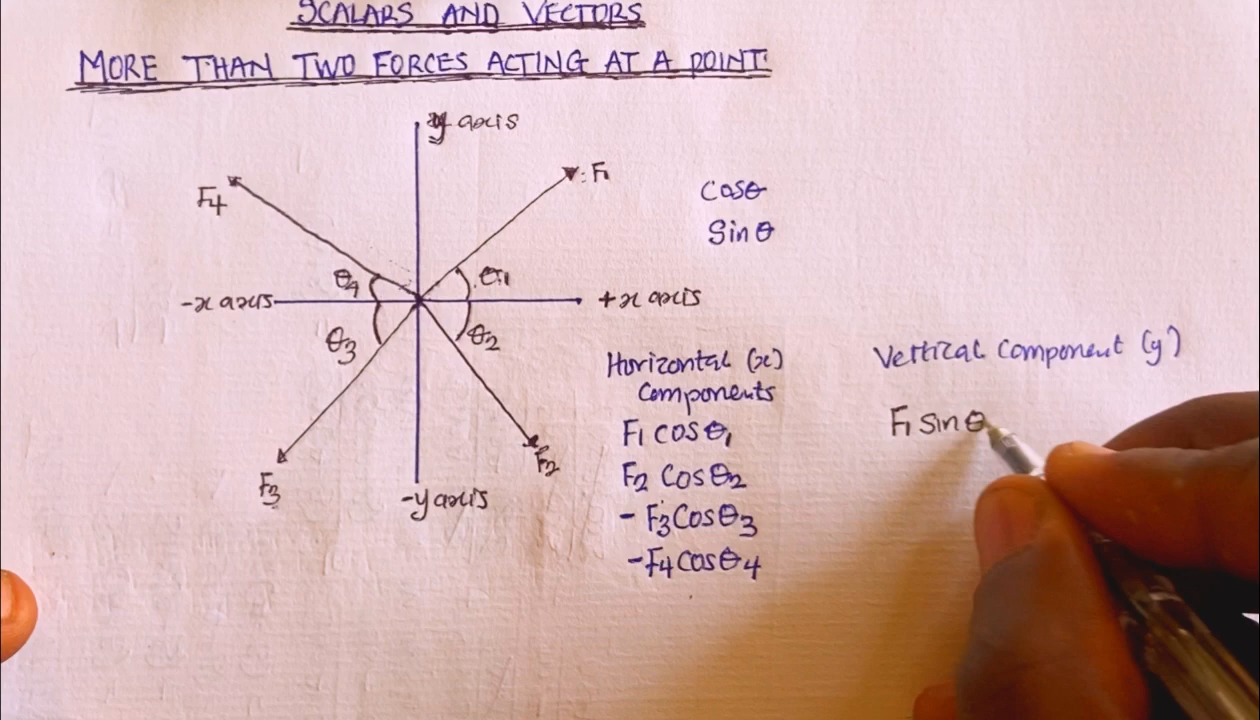 SCALARS AND VECTORS
MORE THAN TWO FORCES ACTING AT A POINT.
y axis
F4
F1
Cosθ
Sin θ
θ4
θ1
-x axis
+x axis
θ3
θ2
Horizontal (x)
Components
Vertical Component (y)
F1 cosθ1
F1 sinθ
F2
F2 Cosθ2
F3
-y axis
- F3Cosθ3
-F4cosθ4